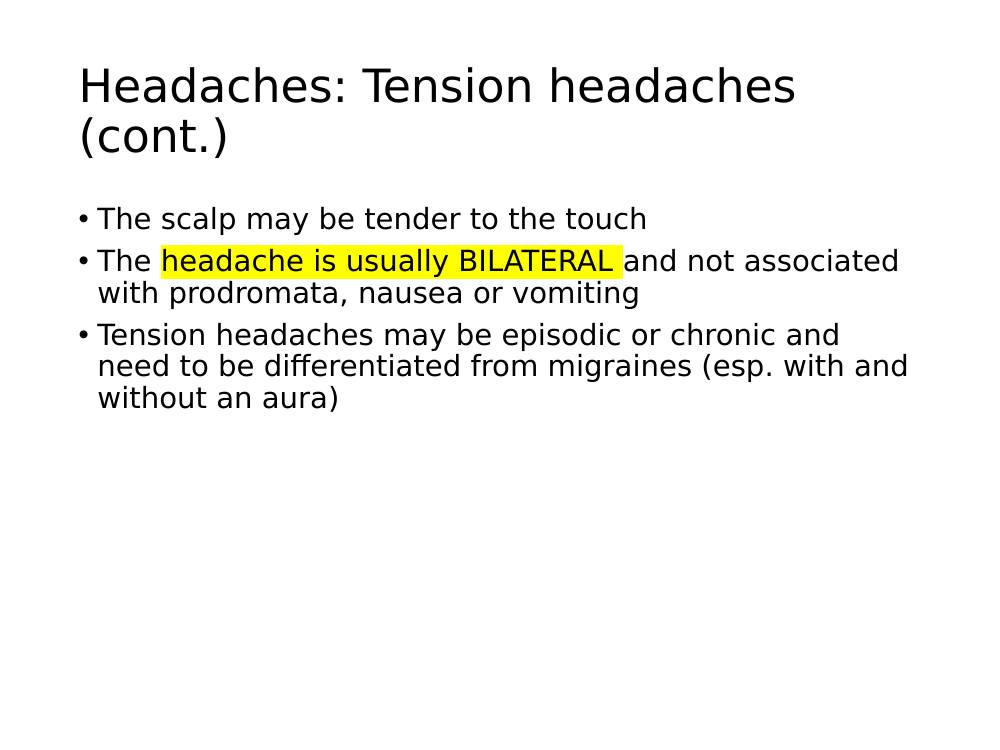 Headaches: Tension headaches
(cont.)
• The scalp may be tender to the touch
• The headache is usually BILATERAL and not associated
with prodromata, nausea or vomiting
• Tension headaches may be episodic or chronic and
need to be differentiated from migraines (esp. with and
without an aura)